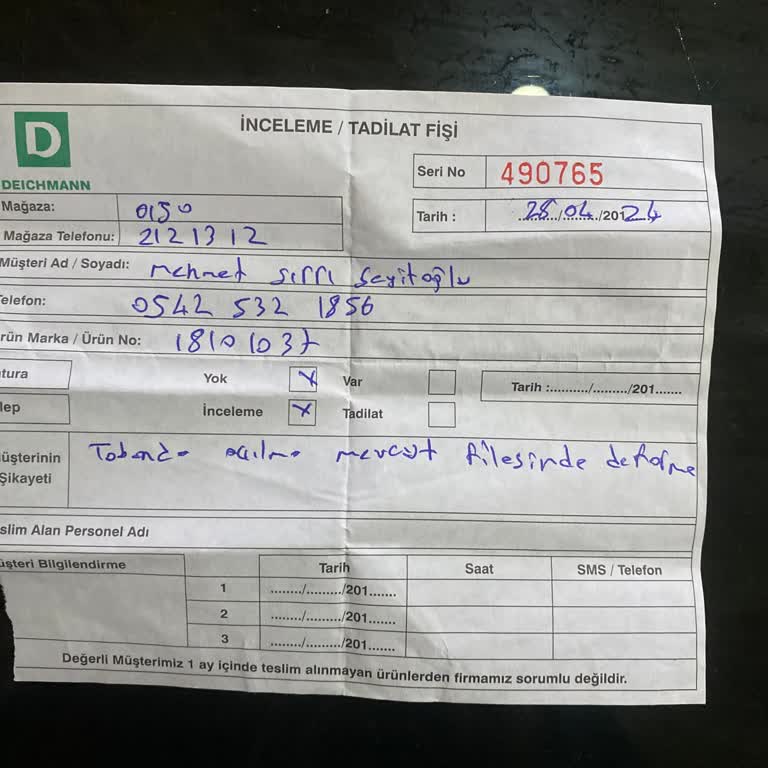 İNCELEME / TADİLAT FİŞİ
D
DEICHMANN
Seri No 490765
Mağaza: 0150
Tarih : 28/04/20124
Mağaza Telefonu: 2121312
Müşteri Ad / Soyadı: mehmet sırrı Seyitoğlu
elefon: 0542 532 1856
rün Marka / Ürün No: 18101037
tura Yok X Var Tarih :........../........./201.......
lep İnceleme X Tadilat
üşterinin Şikayeti Tabanda açılma mevcut filesinde deforme
slim Alan Personel Adı
üşteri Bilgilendirme Tarih Saat SMS / Telefon
1 ......../........./201.......
2 ......../........./201.......
3 ......../........./201.......
Değerli Müşterimiz 1 ay içinde teslim alınmayan ürünlerden firmamız sorumlu değildir.